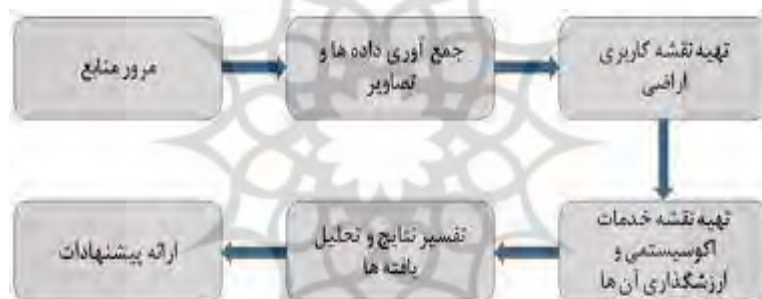 مرور منابع
جمع آوری داده ها و
تصاویر
تهیه نقشه کاربری
اراضی
تهیه نقشه خدمات
اکوسیستمی و
ارزشگذاری آن ها
تفسیر نتایج و تحلیل
یافته ها
ارائه پیشنهادات